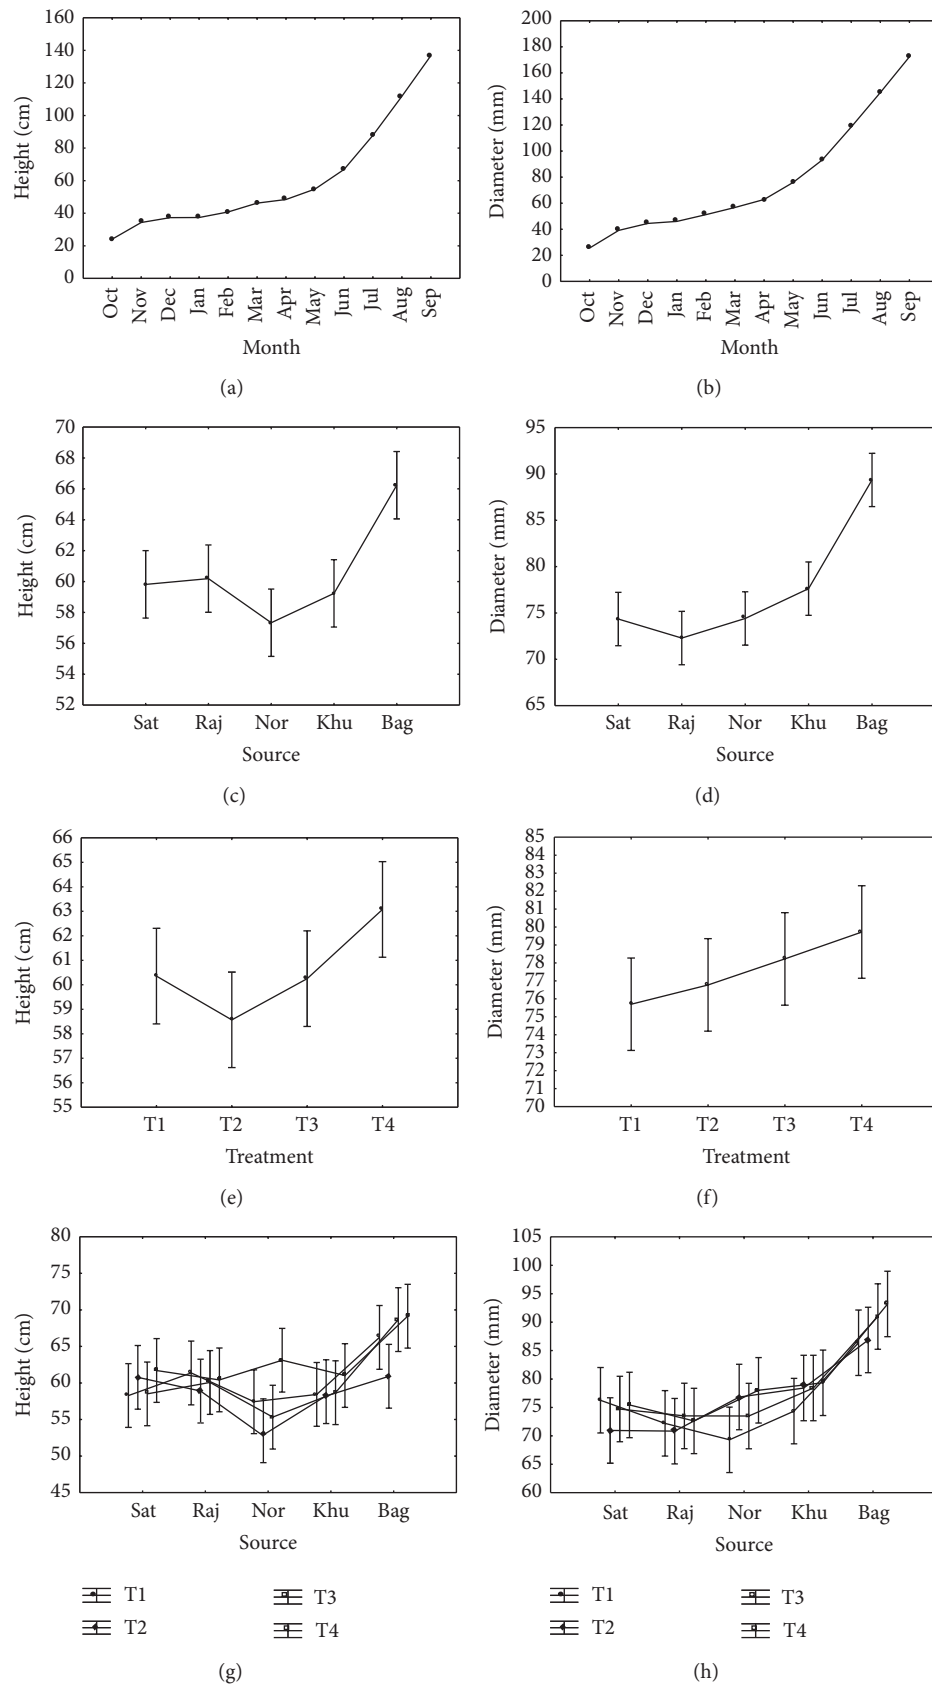 160
140
120
100
80
60
40
20
0
Height (cm)
Oct Nov Dec Jan Feb Mar Apr May Jun Jul Aug Sep
Month
(a)
200
180
160
140
120
100
80
60
40
20
0
Diameter (mm)
Oct Nov Dec Jan Feb Mar Apr May Jun Jul Aug Sep
Month
(b)
70
68
66
64
62
60
58
56
54
52
Height (cm)
Sat Raj Nor Khu Bag
Source
(c)
95
90
85
80
75
70
65
Diameter (mm)
Sat Raj Nor Khu Bag
Source
(d)
66
65
64
63
62
61
60
59
58
57
56
55
Height (cm)
T1 T2 T3 T4
Treatment
(e)
85
84
83
82
81
80
79
78
77
76
75
74
73
72
71
70
Diameter (mm)
T1 T2 T3 T4
Treatment
(f)
80
75
70
65
60
55
50
45
Height (cm)
Sat Raj Nor Khu Bag
Source
T1 T3
T2 T4
(g)
105
100
95
90
85
80
75
70
65
60
Diameter (mm)
Sat Raj Nor Khu Bag
Source
T1 T3
T2 T4
(h)